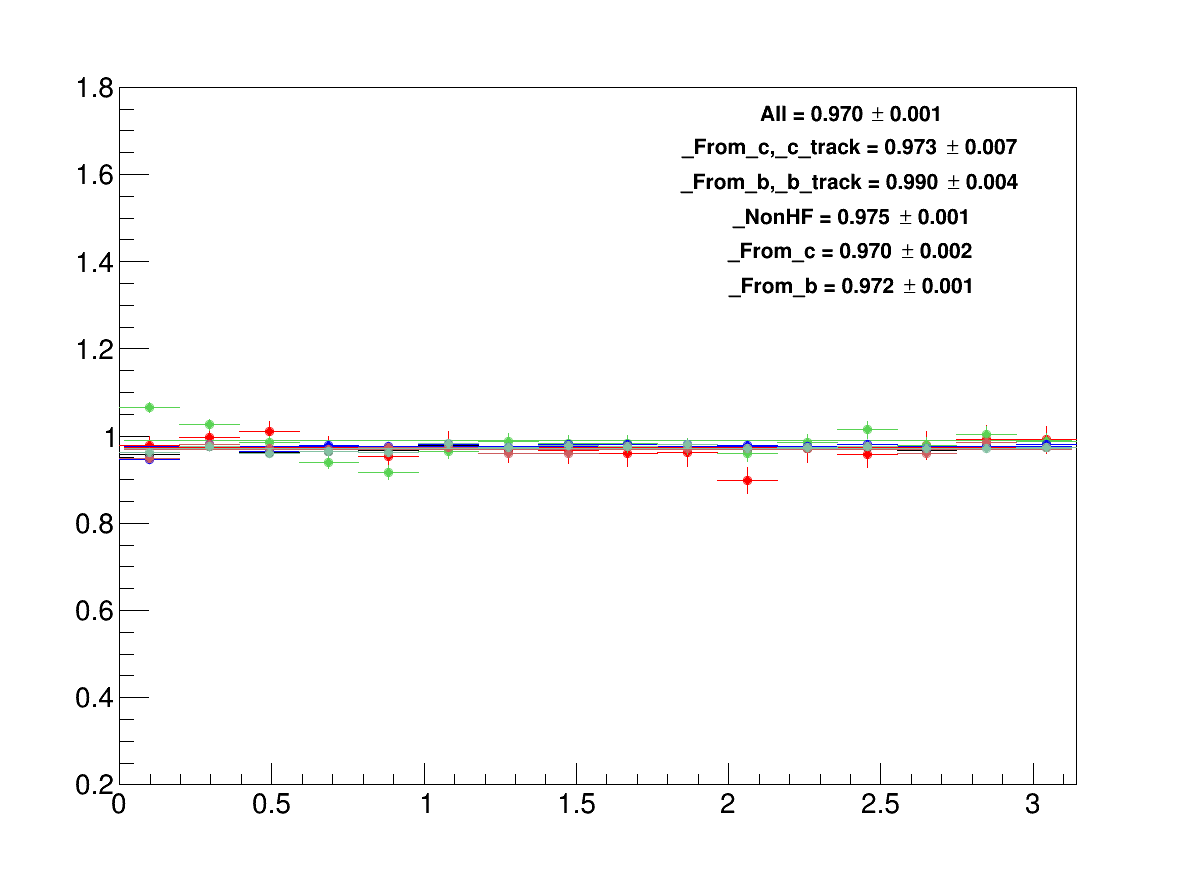 1.8
All = 0.970 ± 0.001
_From_c,_c_track = 0.973 ± 0.007
1.6
_From_b,_b_track = 0.990 ± 0.004
_NonHF = 0.975 ± 0.001
1.4
_From_c = 0.970 ± 0.002
_From_b = 0.972 ± 0.001
1.2
1
0.8
0.6
0.4
0.2
0 0.5 1 1.5 2 2.5 3